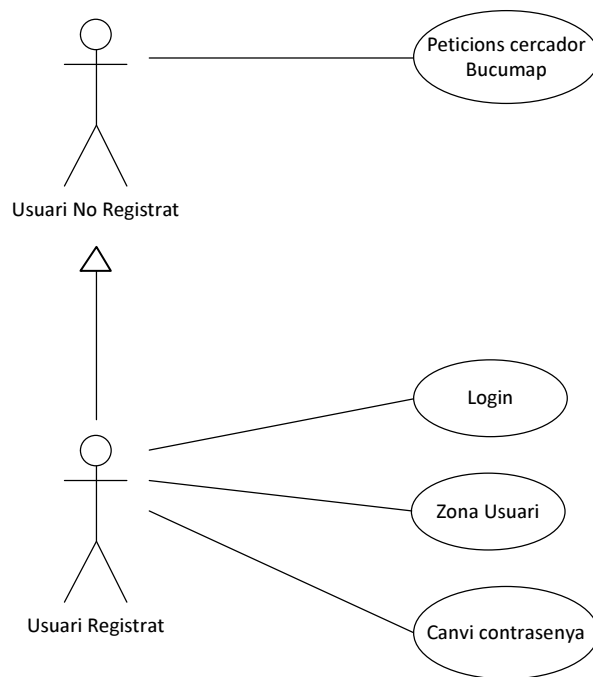 Peticions cercador
Bucumap
Usuari No Registrat
Login
Zona Usuari
Canvi contrasenya
Usuari Registrat